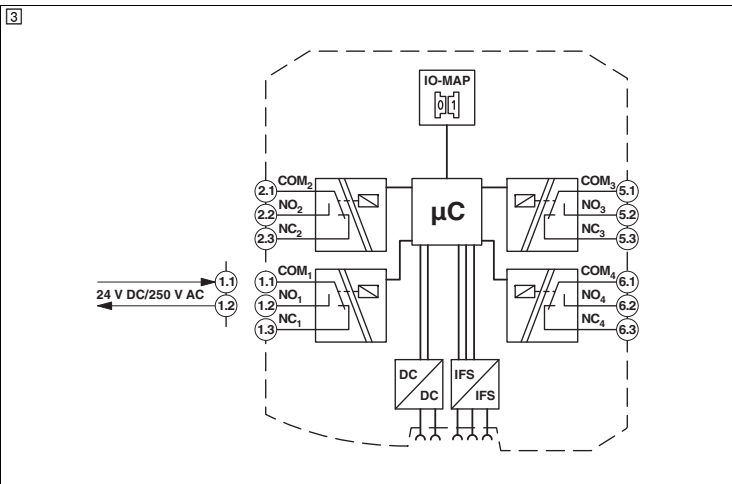 3
IO-MAP
0 1
µC
2.1 COM2
2.2 NO2
2.3 NC2
COM3 5.1
NO3 5.2
NC3 5.3
24 V DC/250 V AC
1.1
1.2
1.1 COM1
1.2 NO1
1.3 NC1
COM4 6.1
NO4 6.2
NC4 6.3
DC
DC
IFS
IFS